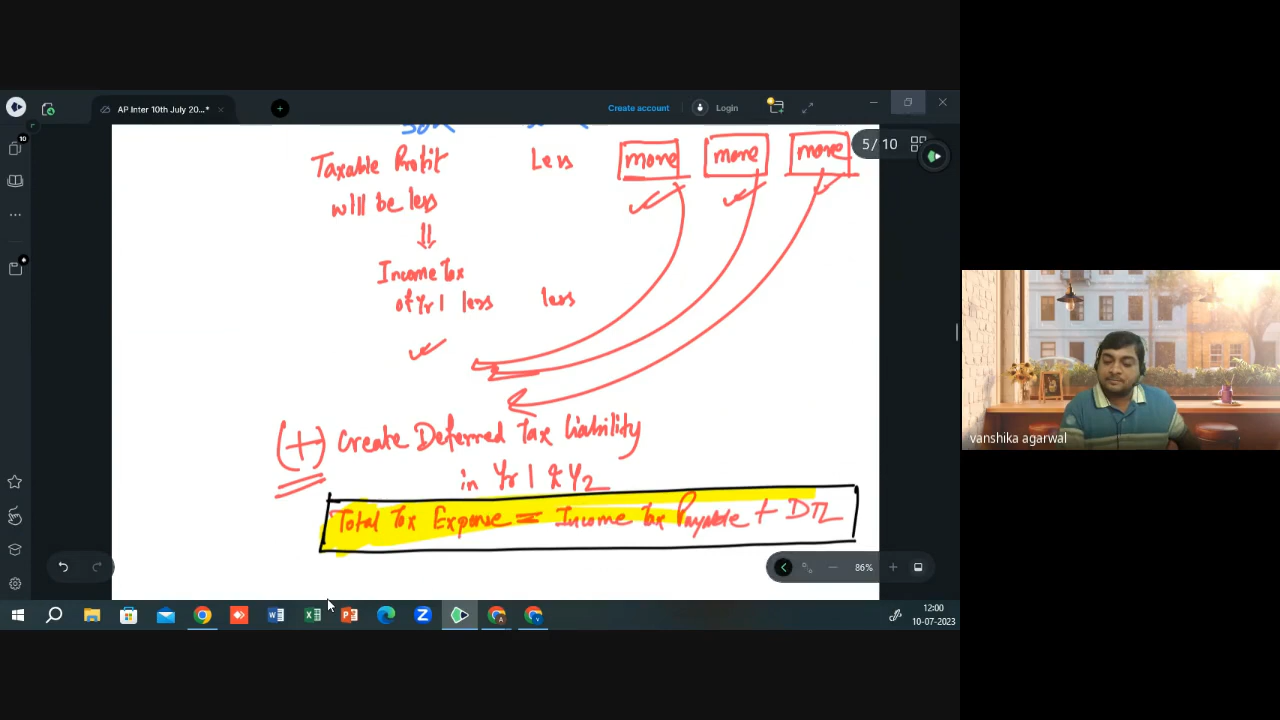 AP Inter 10th July 20...*
Create account
Login
10
5 / 10
Taxable Profit less more more more
will be less
Income Tax
of Yr 1 less less
(+) Create Deferred Tax Liability
in Yr 1 & Y2
Total Tax Expense = Income Tax Payable + DTL
vanshika agarwal
86%
12:00
10-07-2023